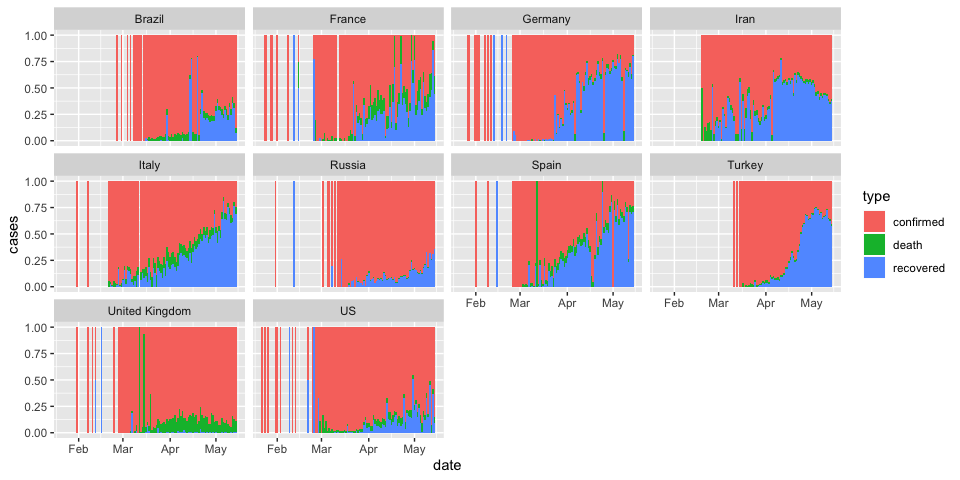 Brazil France Germany Iran
1.00
0.75
0.50
0.25
0.00
Italy Russia Spain Turkey
1.00
0.75
0.50
0.25
0.00
Feb Mar Apr May Feb Mar Apr May
United Kingdom US
1.00
0.75
0.50
0.25
0.00
Feb Mar Apr May Feb Mar Apr May
date
cases
type
confirmed
death
recovered